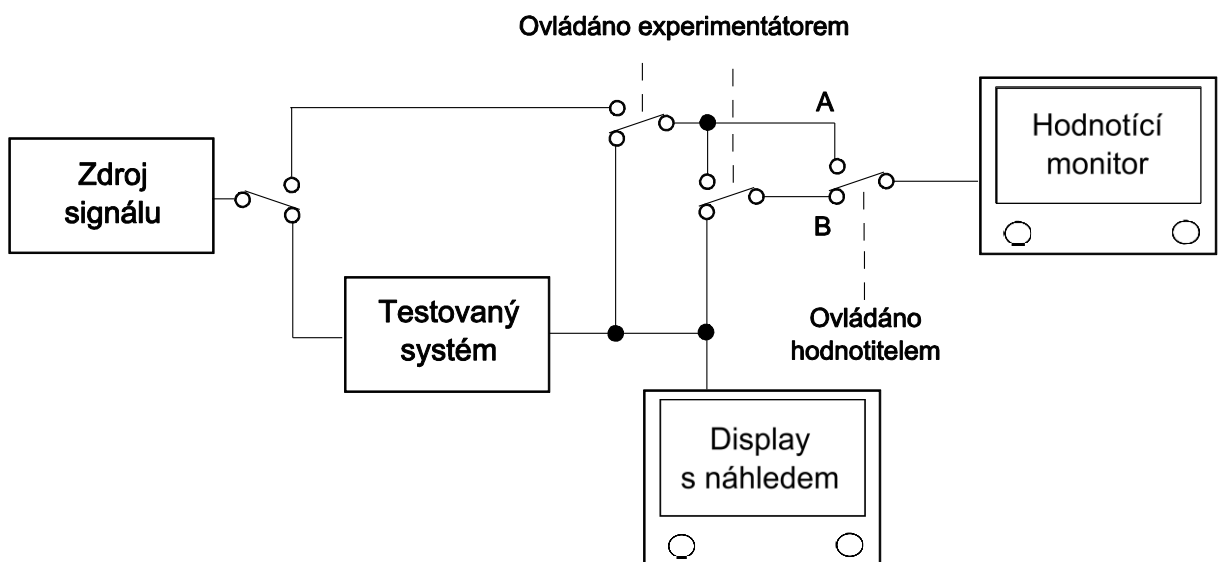 Ovládáno experimentátorem
A
Hodnotící
monitor
Zdroj
signálu
B
Testovaný
systém
Ovládáno
hodnotitelem
Display
s náhledem